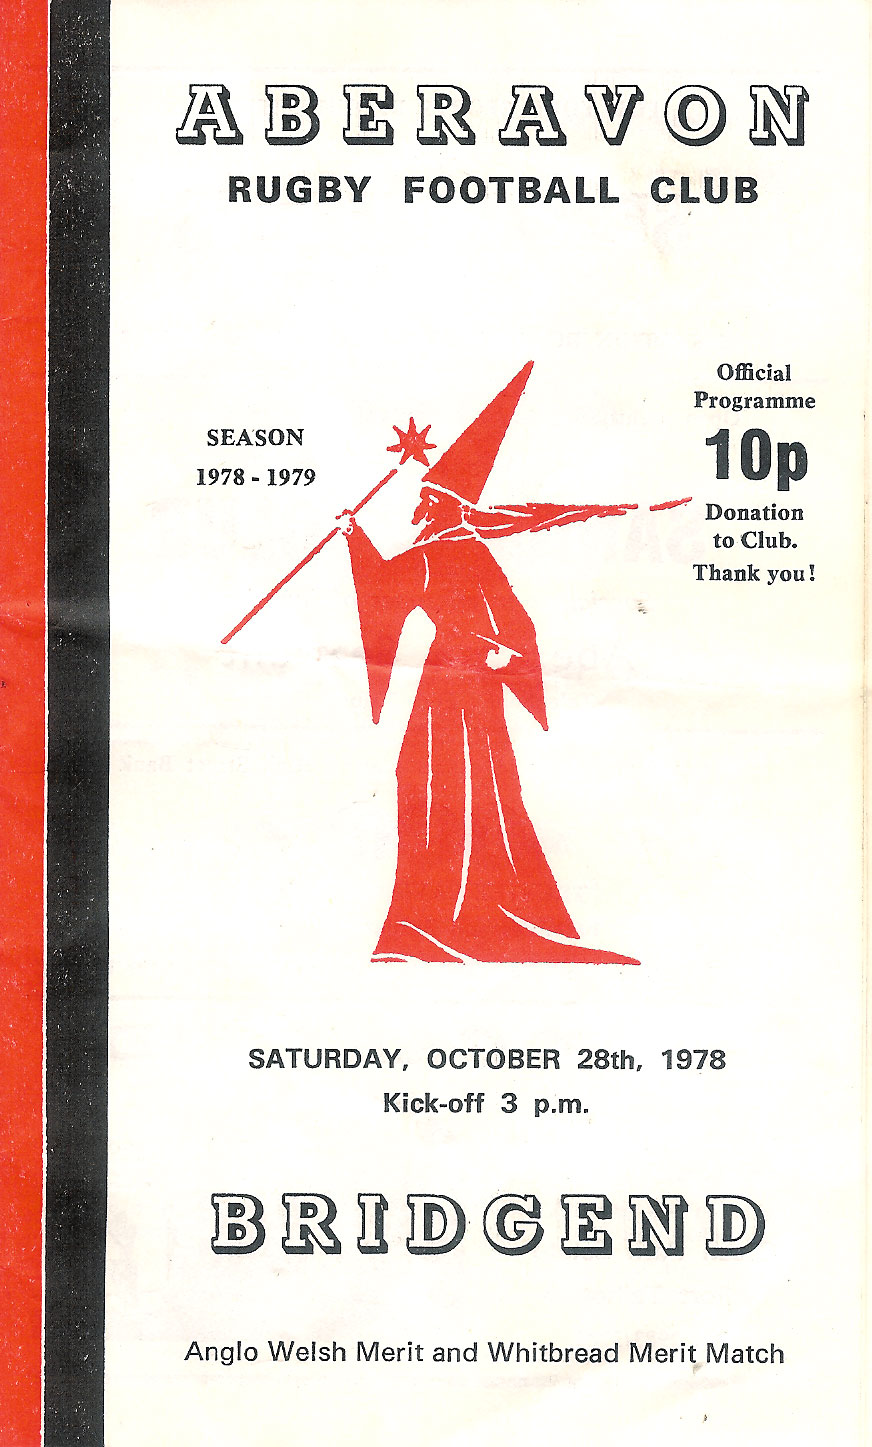 ABERAVON
RUGBY FOOTBALL CLUB
Official
Programme
10p
Donation
to Club.
Thank you!
SEASON
1978 - 1979
SATURDAY, OCTOBER 28th, 1978
Kick-off 3 p.m.
BRIDGEND
Anglo Welsh Merit and Whitbread Merit Match